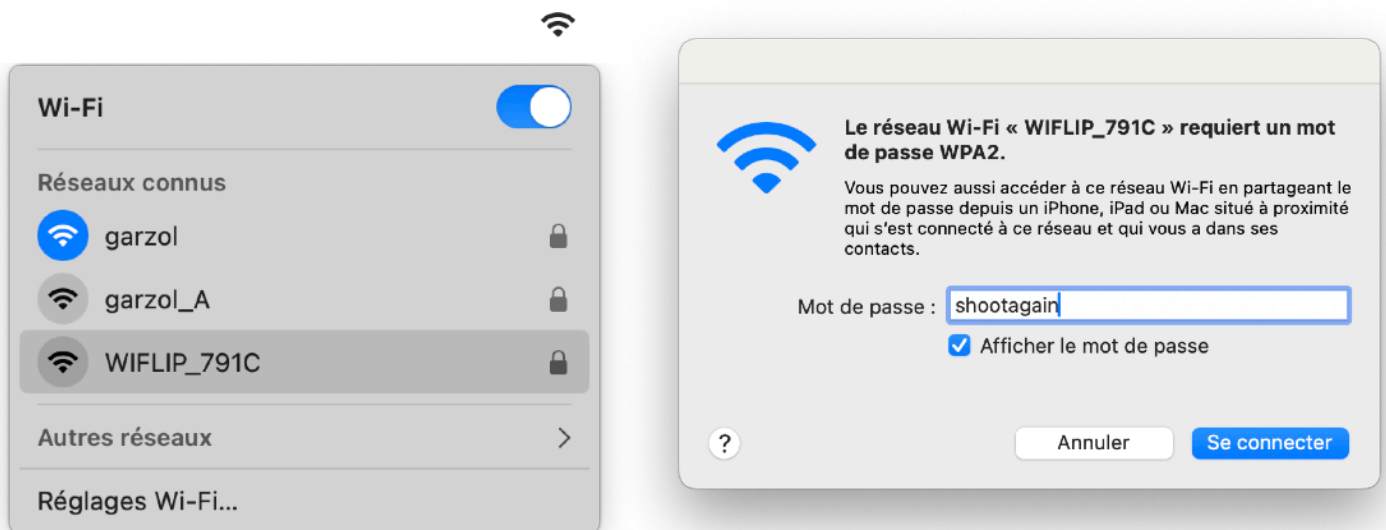 Wi-Fi
Réseaux connus
garzol
garzol_A
WIFLIP_791C
Autres réseaux
Réglages Wi-Fi...
Le réseau Wi-Fi « WIFLIP_791C » requiert un mot
de passe WPA2.
Vous pouvez aussi accéder à ce réseau Wi-Fi en partageant le
mot de passe depuis un iPhone, iPad ou Mac situé à proximité
qui s'est connecté à ce réseau et qui vous a dans ses
contacts.
Mot de passe : shootagain
Afficher le mot de passe
? Annuler Se connecter